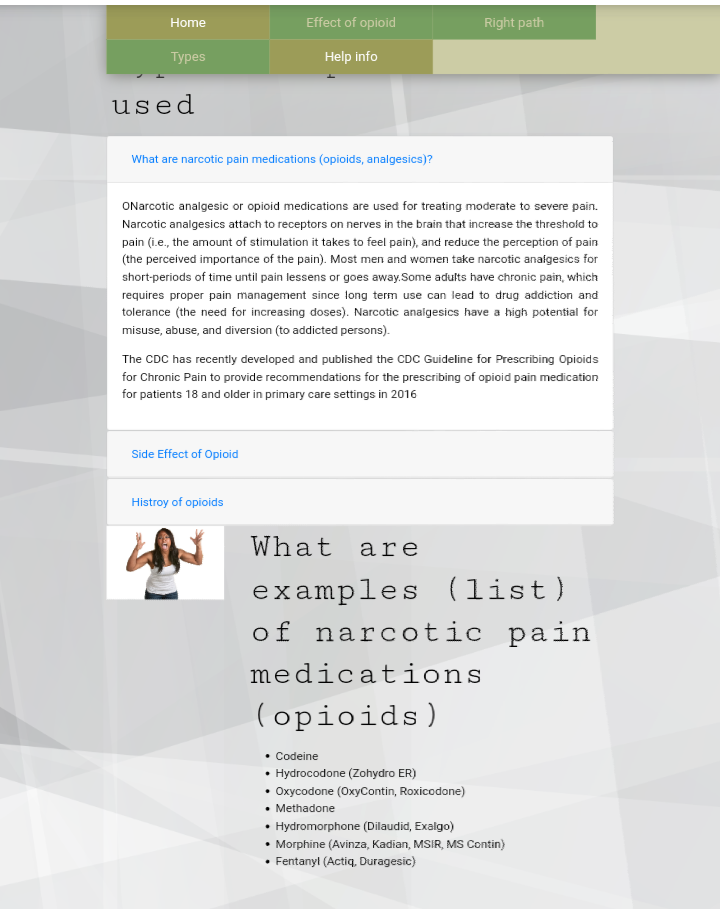 Home
Effect of opioid
Right path
Types
Help info
used
What are narcotic pain medications (opioids, analgesics)?
ONarcotic analgesic or opioid medications are used for treating moderate to severe pain.
Narcotic analgesics attach to receptors on nerves in the brain that increase the threshold to
pain (i.e., the amount of stimulation it takes to feel pain), and reduce the perception of pain
(the perceived importance of the pain). Most men and women take narcotic analgesics for
short-periods of time until pain lessens or goes away.Some adults have chronic pain, which
requires proper pain management since long term use can lead to drug addiction and
tolerance (the need for increasing doses). Narcotic analgesics have a high potential for
misuse, abuse, and diversion (to addicted persons).
The CDC has recently developed and published the CDC Guideline for Prescribing Opioids
for Chronic Pain to provide recommendations for the prescribing of opioid pain medication
for patients 18 and older in primary care settings in 2016
Side Effect of Opioid
Histroy of opioids
What are
examples (list)
of narcotic pain
medications
(opioids)
• Codeine
• Hydrocodone (Zohydro ER)
• Oxycodone (OxyContin, Roxicodone)
• Methadone
• Hydromorphone (Dilaudid, Exalgo)
• Morphine (Avinza, Kadian, MSIR, MS Contin)
• Fentanyl (Actiq, Duragesic)